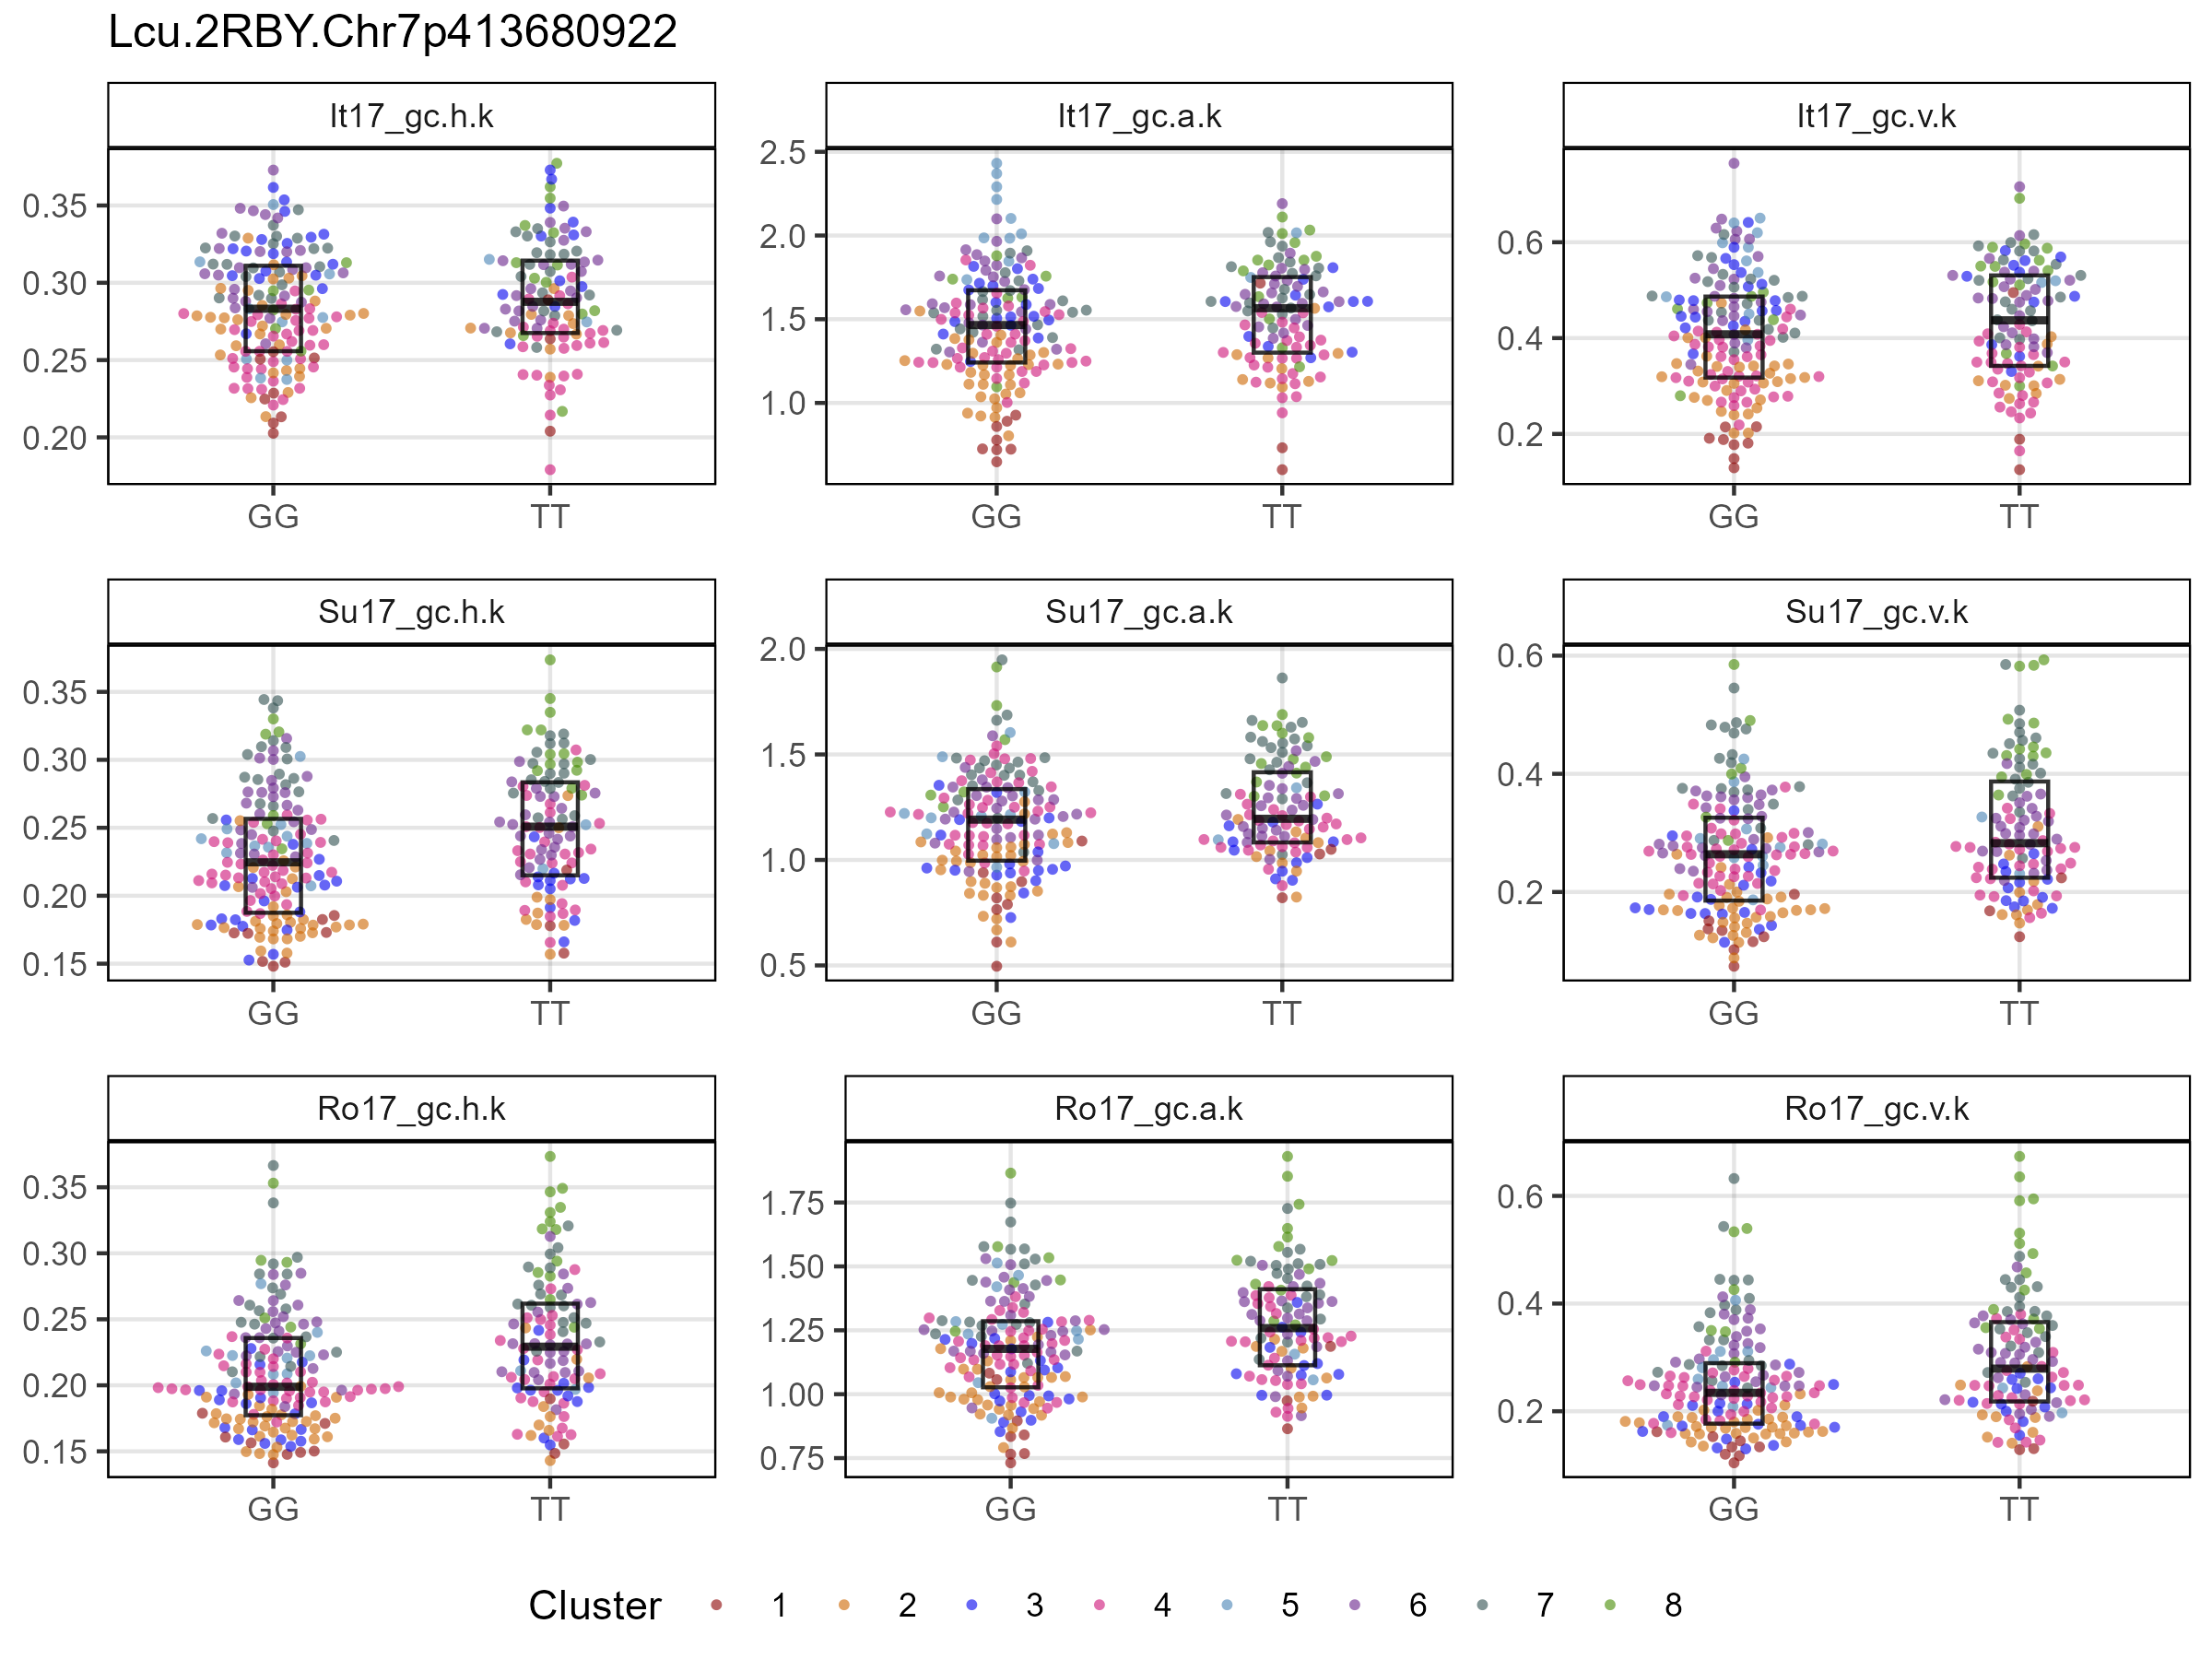 Lcu.2RBY.Chr7p413680922
It17_gc.h.k
It17_gc.a.k
It17_gc.v.k
0.35
0.30
0.25
0.20
GG TT
2.5
2.0
1.5
1.0
GG TT
0.6
0.4
0.2
GG TT
Su17_gc.h.k
Su17_gc.a.k
Su17_gc.v.k
0.35
0.30
0.25
0.20
0.15
GG TT
2.0
1.5
1.0
0.5
GG TT
0.6
0.4
0.2
GG TT
Ro17_gc.h.k
Ro17_gc.a.k
Ro17_gc.v.k
0.35
0.30
0.25
0.20
0.15
GG TT
1.75
1.50
1.25
1.00
0.75
GG TT
0.6
0.4
0.2
GG TT
Cluster 1 2 3 4 5 6 7 8